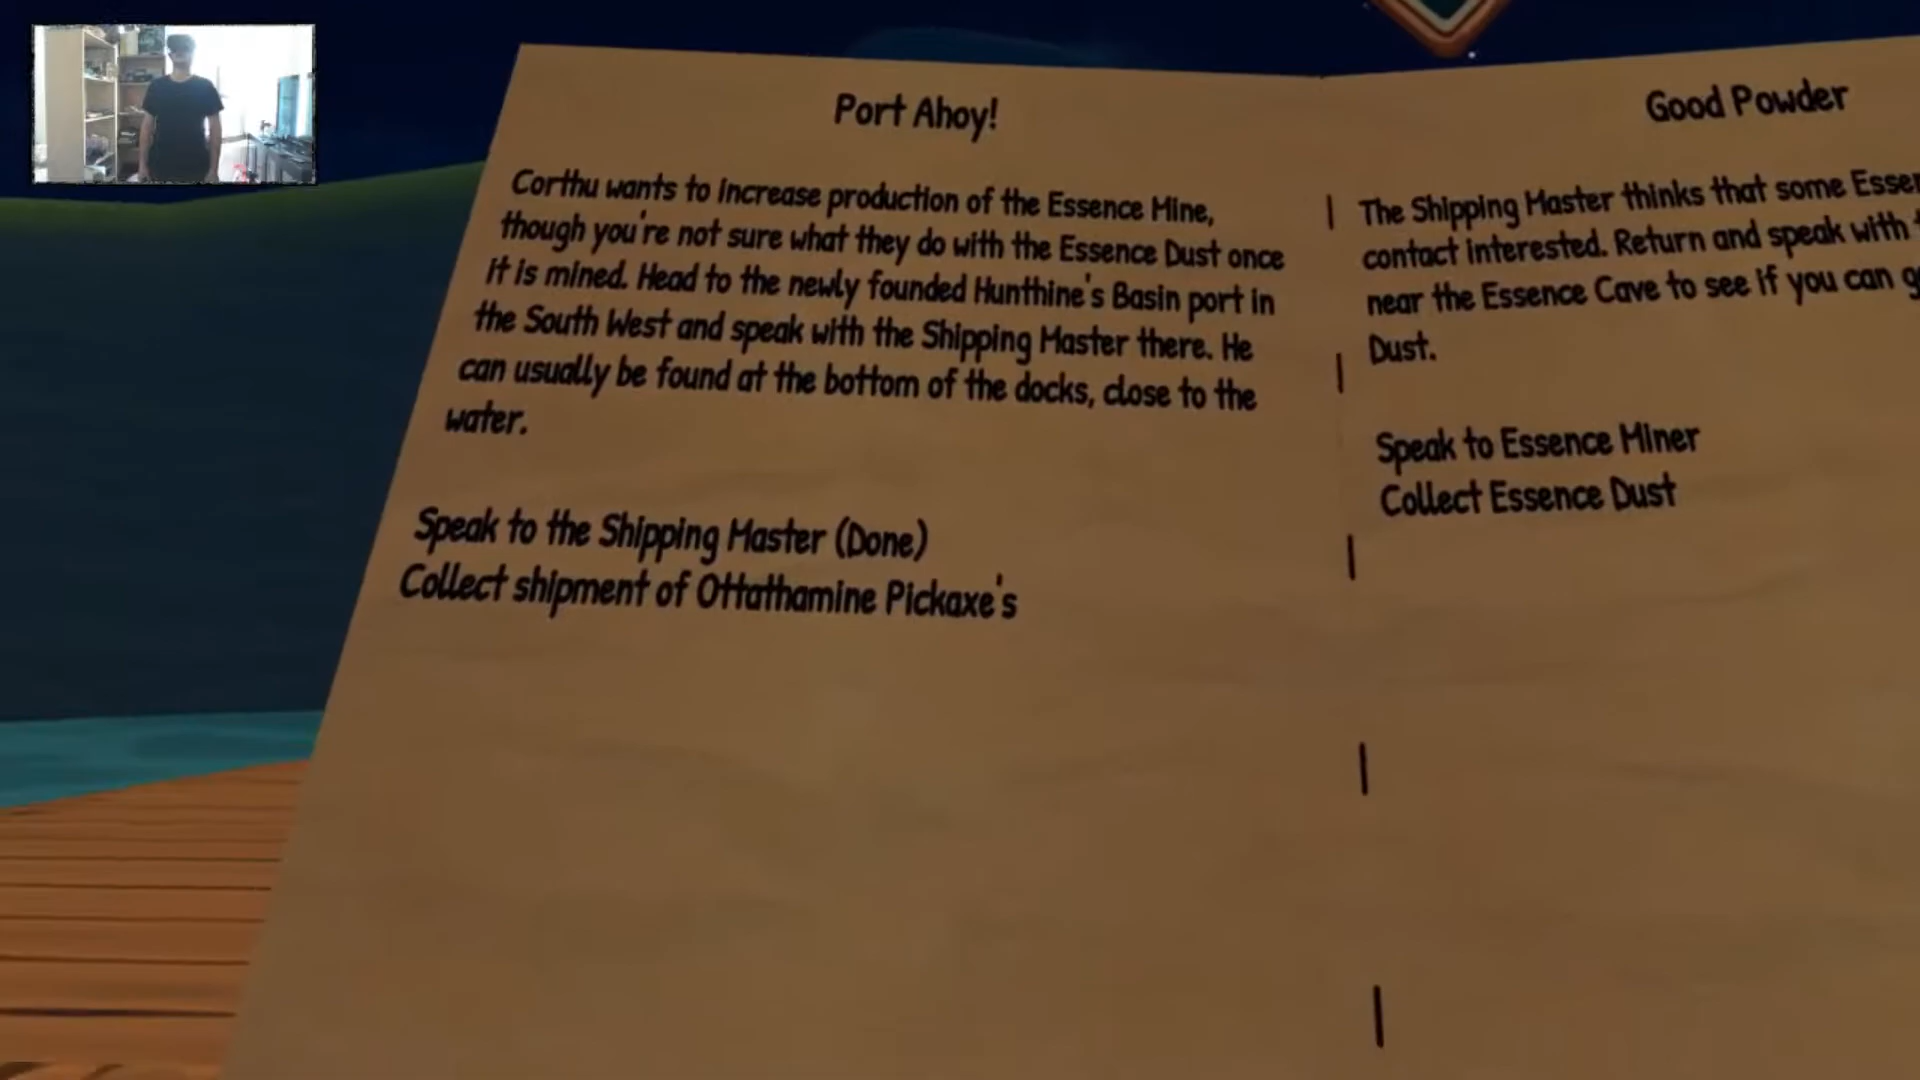 Port Ahoy!
Corthu wants to increase production of the Essence Mine,
though you're not sure what they do with the Essence Dust once
it is mined. Head to the newly founded Hunthine's Basin port in
the South West and speak with the Shipping Master there. He
can usually be found at the bottom of the docks, close to the
water.
Speak to the Shipping Master (Done)
Collect shipment of Ottathamine Pickaxe's
Good Powder
The Shipping Master thinks that some
contact interested. Return and speak with
near the Essence Cave to see if you can
Dust.
Speak to Essence Miner
Collect Essence Dust